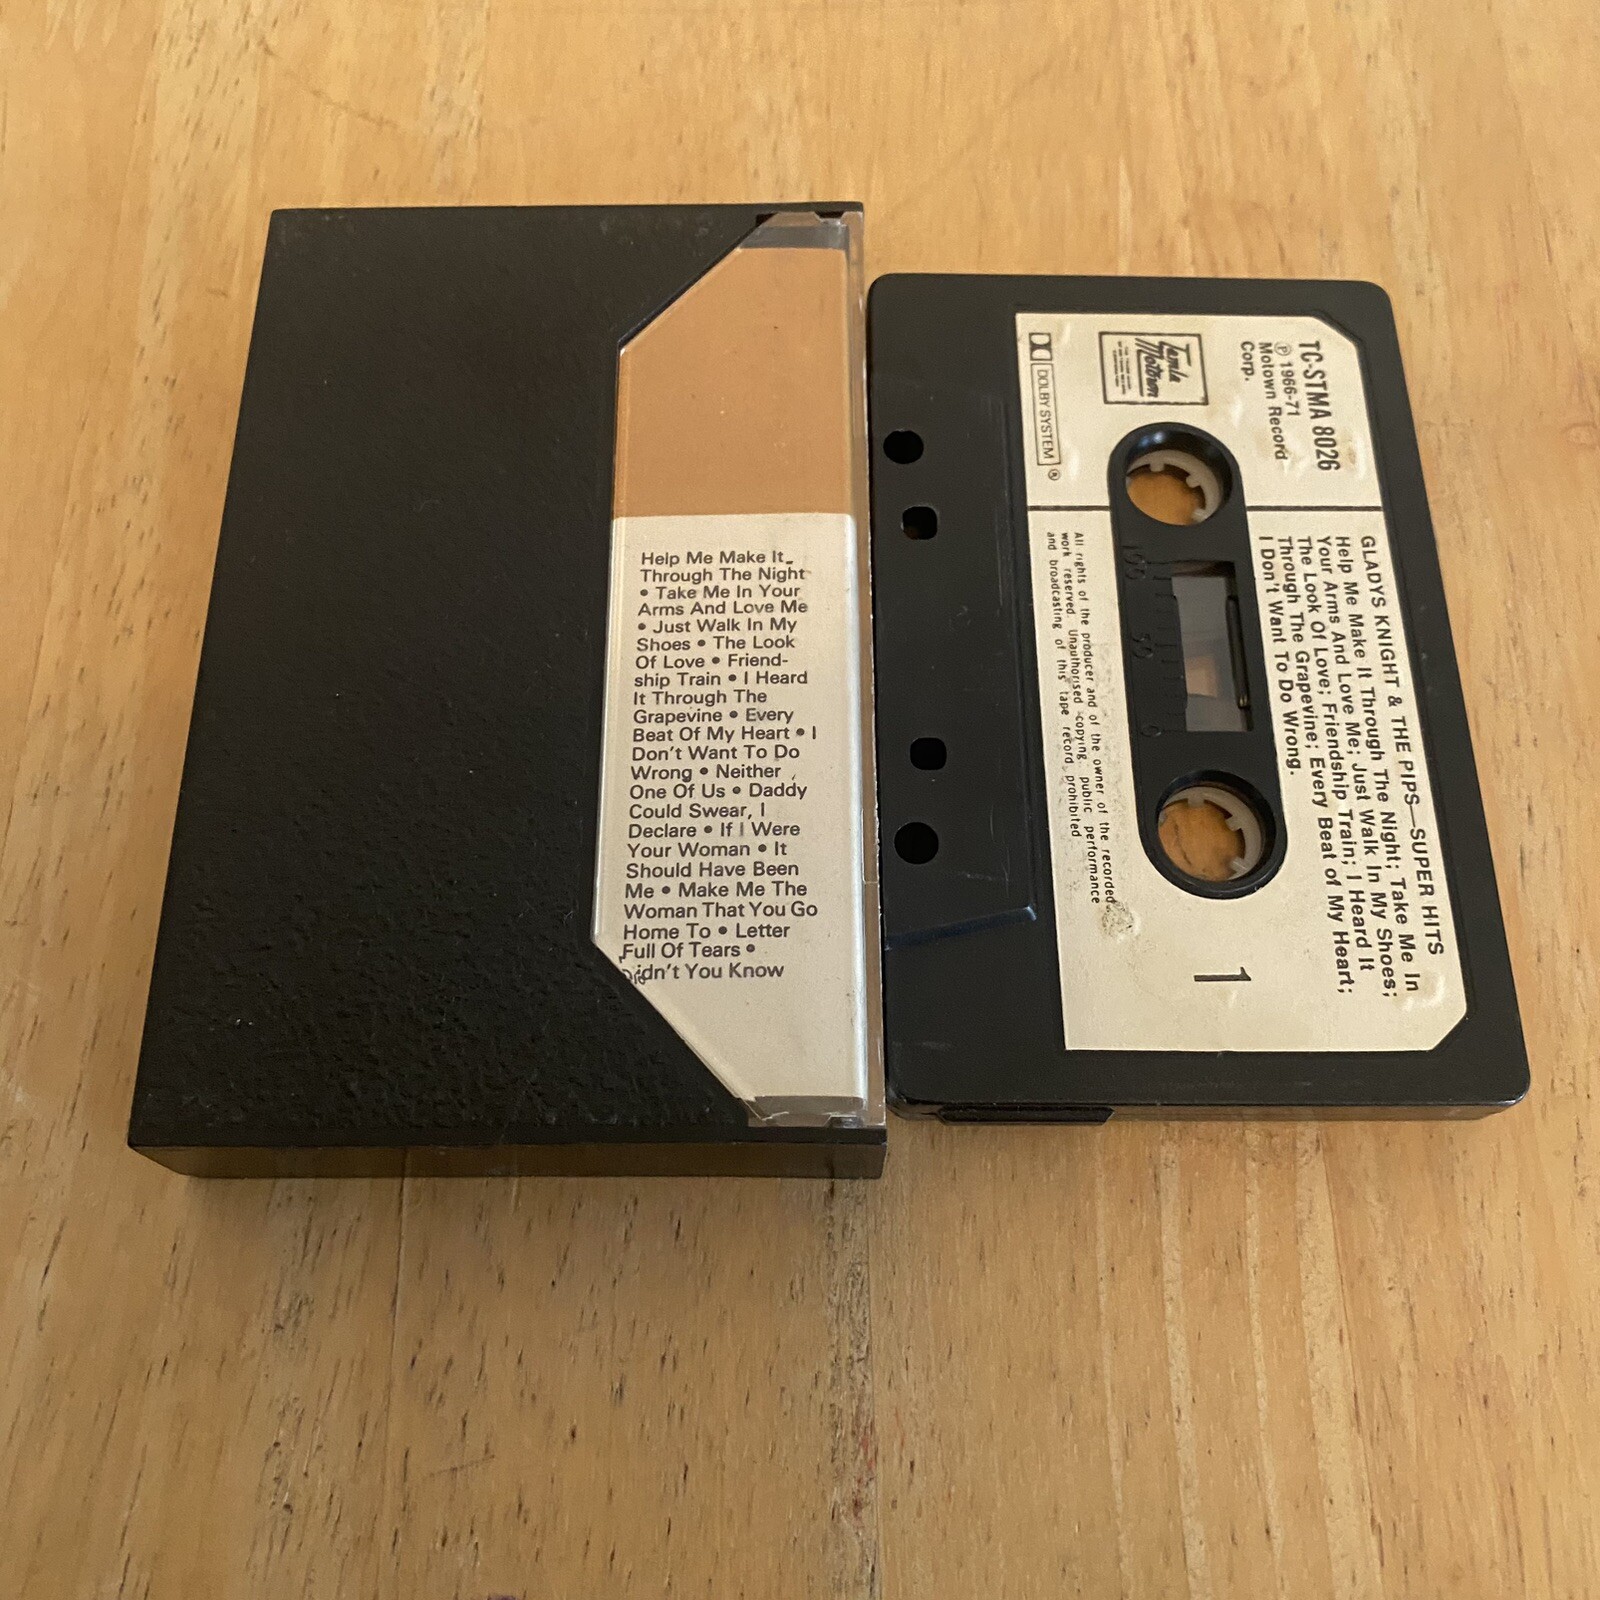 Help Me Make It
Through The Night
• Take Me In Your
Arms And Love Me
• Just Walk In My
Shoes • The Look
Of Love • Friend-
ship Train • I Heard
It Through The
Grapevine • Every
Beat Of My Heart • I
Don't Want To Do
Wrong • Neither
One Of Us • Daddy
Could Swear, I
Declare • If I Were
Your Woman • It
Should Have Been
Me • Make Me The
Woman That You Go
Home To • Letter
Full Of Tears •
Didn't You Know
TC-STMA 8026
℗ 1966-71
Motown Record
Corp.
Tamla
Motown
DOLBY SYSTEM ®
GLADYS KNIGHT & THE PIPS—SUPER HITS
Help Me Make It Through The Night; Take Me In
Your Arms And Love Me; Just Walk In My Shoes;
The Look Of Love; Friendship Train; I Heard It
Through The Grapevine; Every Beat of My Heart;
I Don't Want To Do Wrong.
100 50 0
All rights of the producer and of the owner of the recorded
work reserved. Unauthorised copying public performance
and broadcasting of this tape record prohibited
1